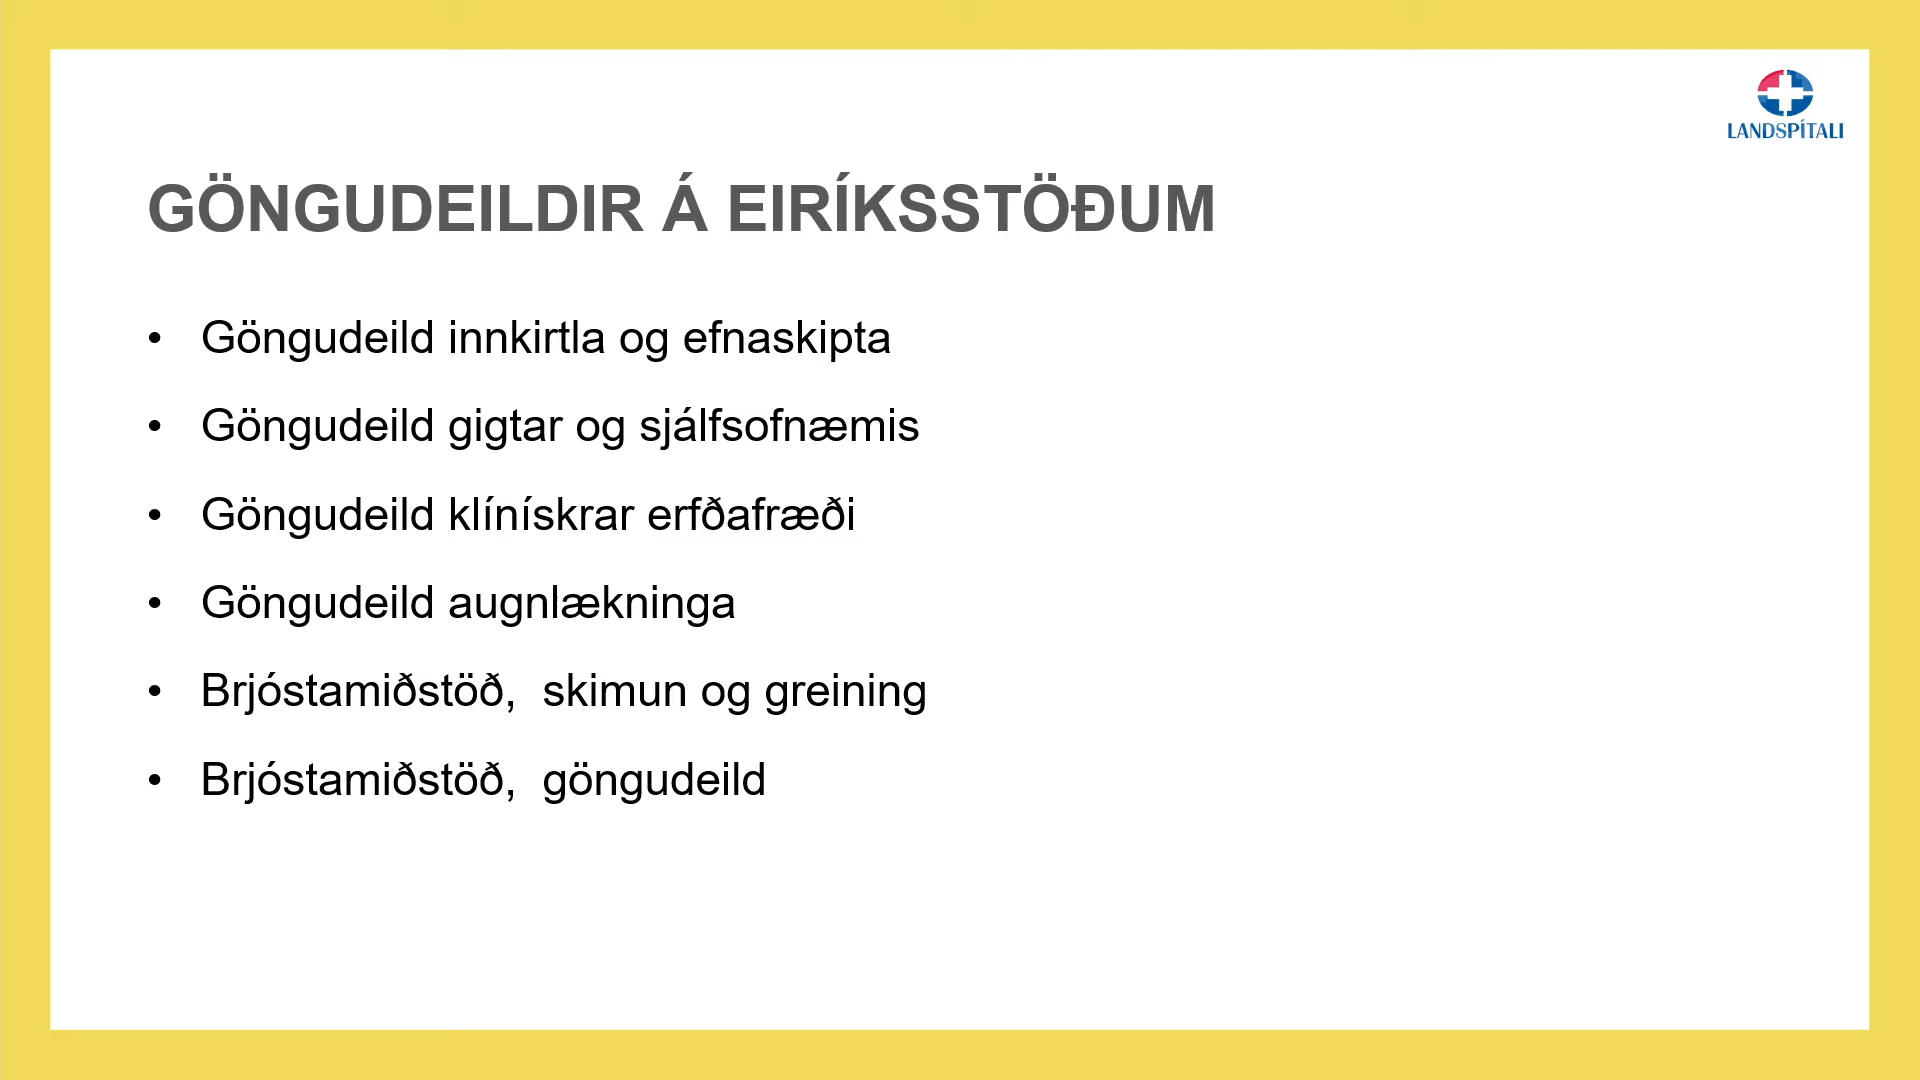 LANDSPÍTALI
GÖNGUDEILDIR Á EIRÍKSSTÖÐUM
• Göngudeild innkirtla og efnaskipta
• Göngudeild gigtar og sjálfsofnæmis
• Göngudeild klínískrar erfðafræði
• Göngudeild augnlækninga
• Brjóstamiðstöð,  skimun og greining
• Brjóstamiðstöð,  göngudeild